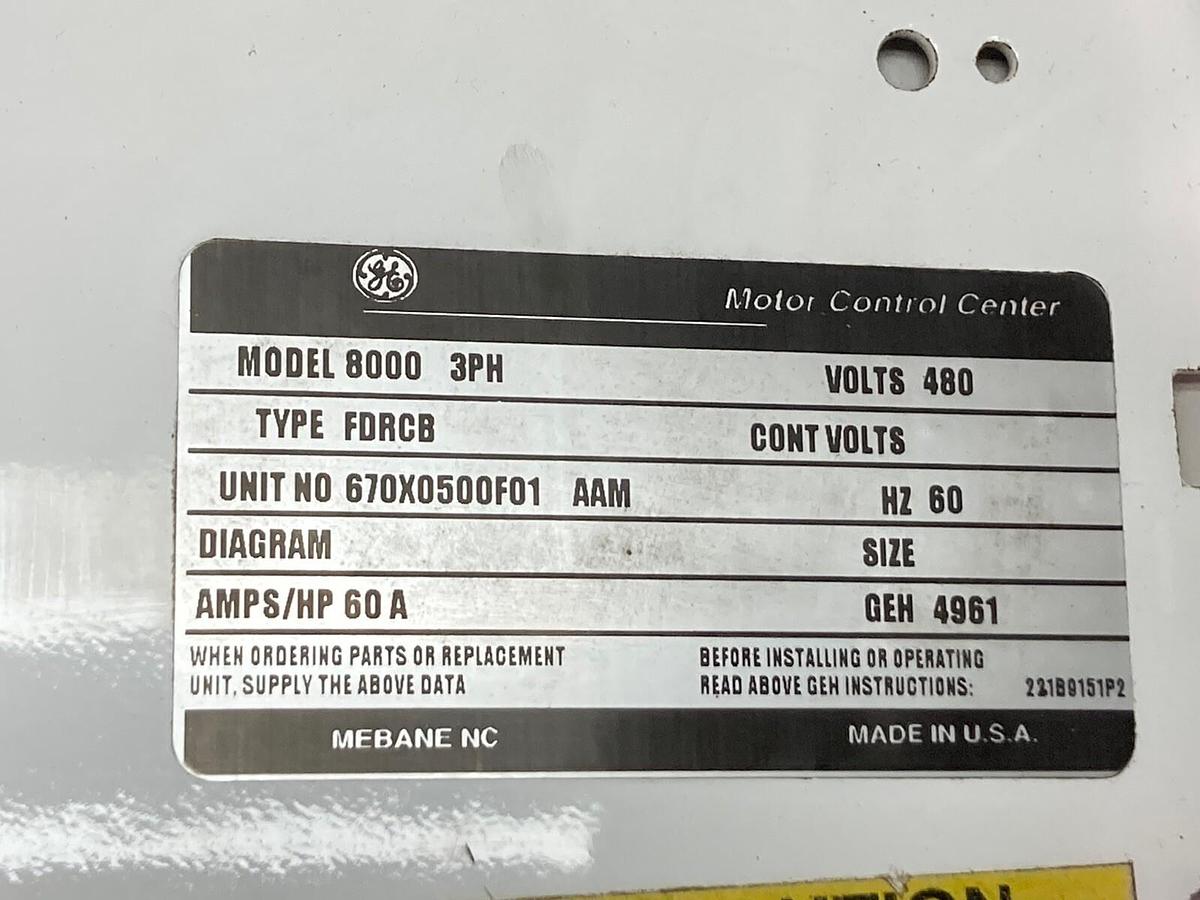 GE
Motor Control Center
MODEL 8000 3PH VOLTS 480
TYPE FDRCB CONT VOLTS
UNIT NO 670X0500F01 AAM HZ 60
DIAGRAM SIZE
AMPS/HP 60 A GEH 4961
WHEN ORDERING PARTS OR REPLACEMENT
UNIT, SUPPLY THE ABOVE DATA
BEFORE INSTALLING OR OPERATING
READ ABOVE GEH INSTRUCTIONS: 221B9151P2
MEBANE NC MADE IN U.S.A.